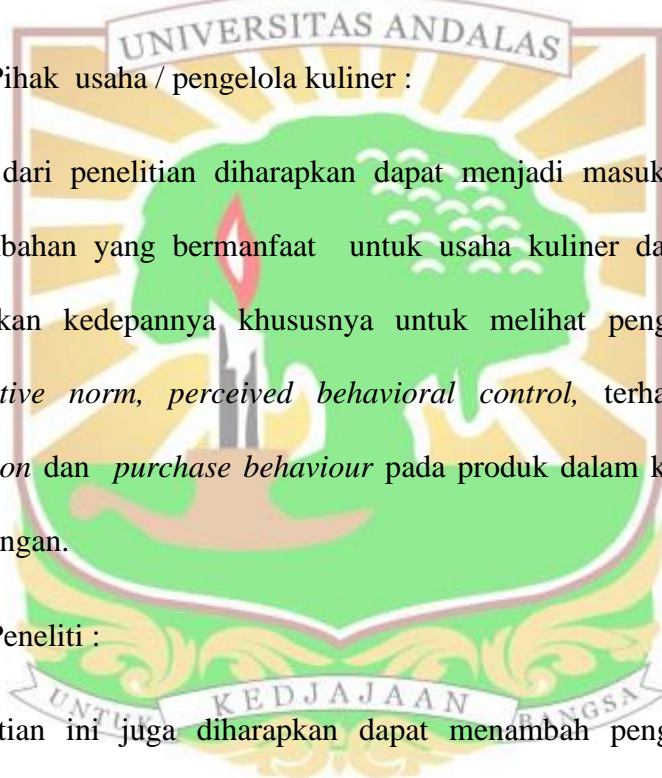 UNIVERSITAS ANDALAS
Pihak usaha / pengelola kuliner :
dari penelitian diharapkan dapat menjadi masuk
bahan yang bermanfaat untuk usaha kuliner da
kan kedepannya khususnya untuk melihat peng
tive norm, perceived behavioral control, terha
on dan purchase behaviour pada produk dalam k
ngan.
Peneliti :
UNTUK KEDJAJAAN BANGSA
tian ini juga diharapkan dapat menambah peng